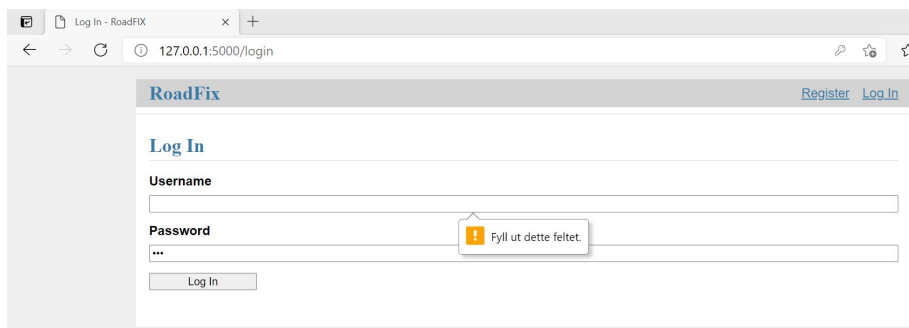 Log In - RoadFIX
127.0.0.1:5000/login
RoadFix
Register Log In
Log In
Username
Fyll ut dette feltet.
Password
•••
Log In